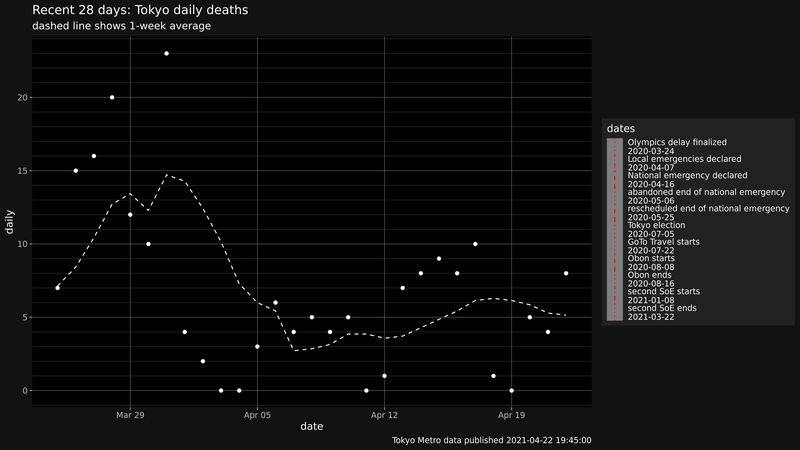 Recent 28 days: Tokyo daily deaths
dashed line shows 1-week average
20
15
10
5
0
daily
Mar 29
Apr 05
Apr 12
Apr 19
date
Tokyo Metro data published 2021-04-22 19:45:00
dates
Olympics delay finalized
2020-03-24
Local emergencies declared
2020-04-07
National emergency declared
2020-04-16
abandoned end of national emergency
2020-05-06
rescheduled end of national emergency
2020-05-25
Tokyo election
2020-07-05
GoTo Travel starts
2020-07-22
Obon starts
2020-08-08
Obon ends
2020-08-16
second SoE starts
2021-01-08
second SoE ends
2021-03-22